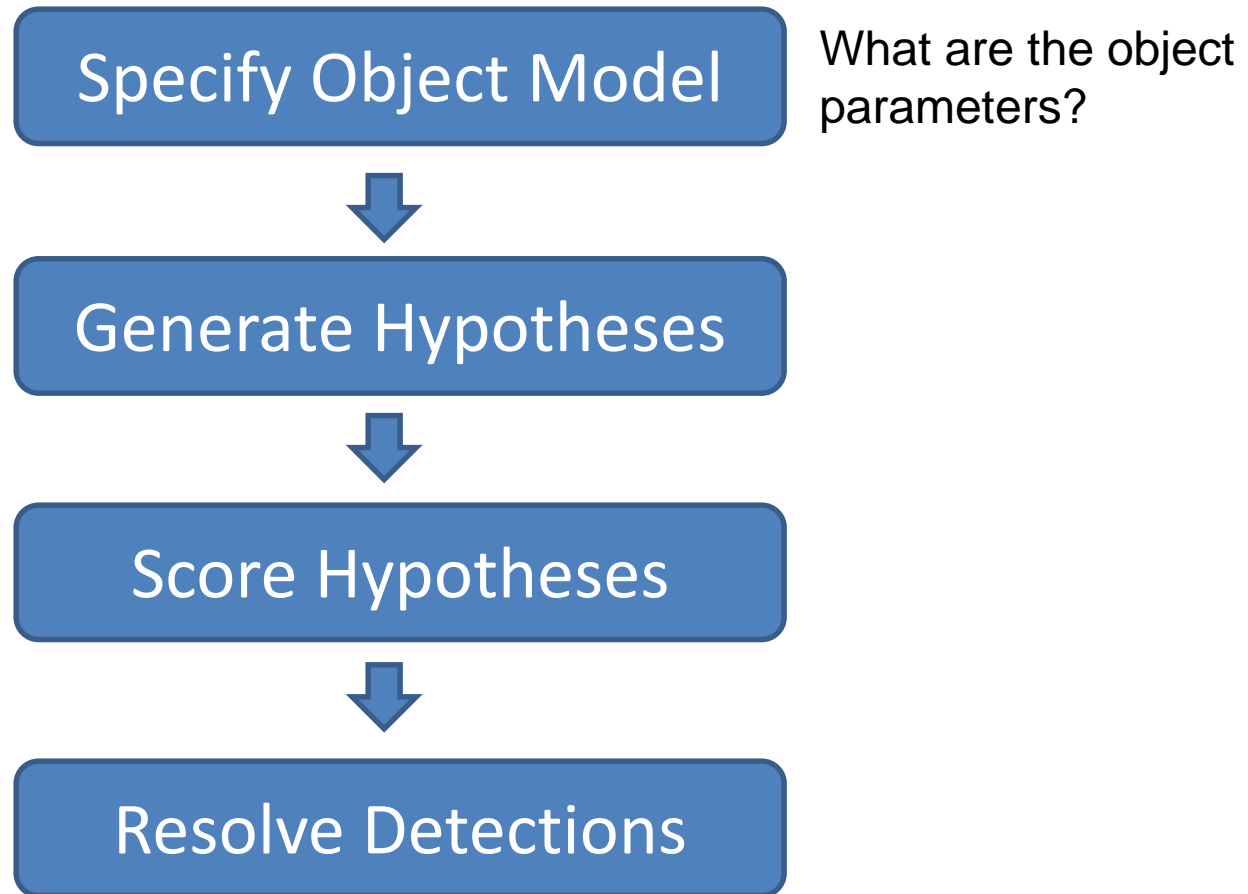 Specify Object Model
What are the object
parameters?
Generate Hypotheses
Score Hypotheses
Resolve Detections